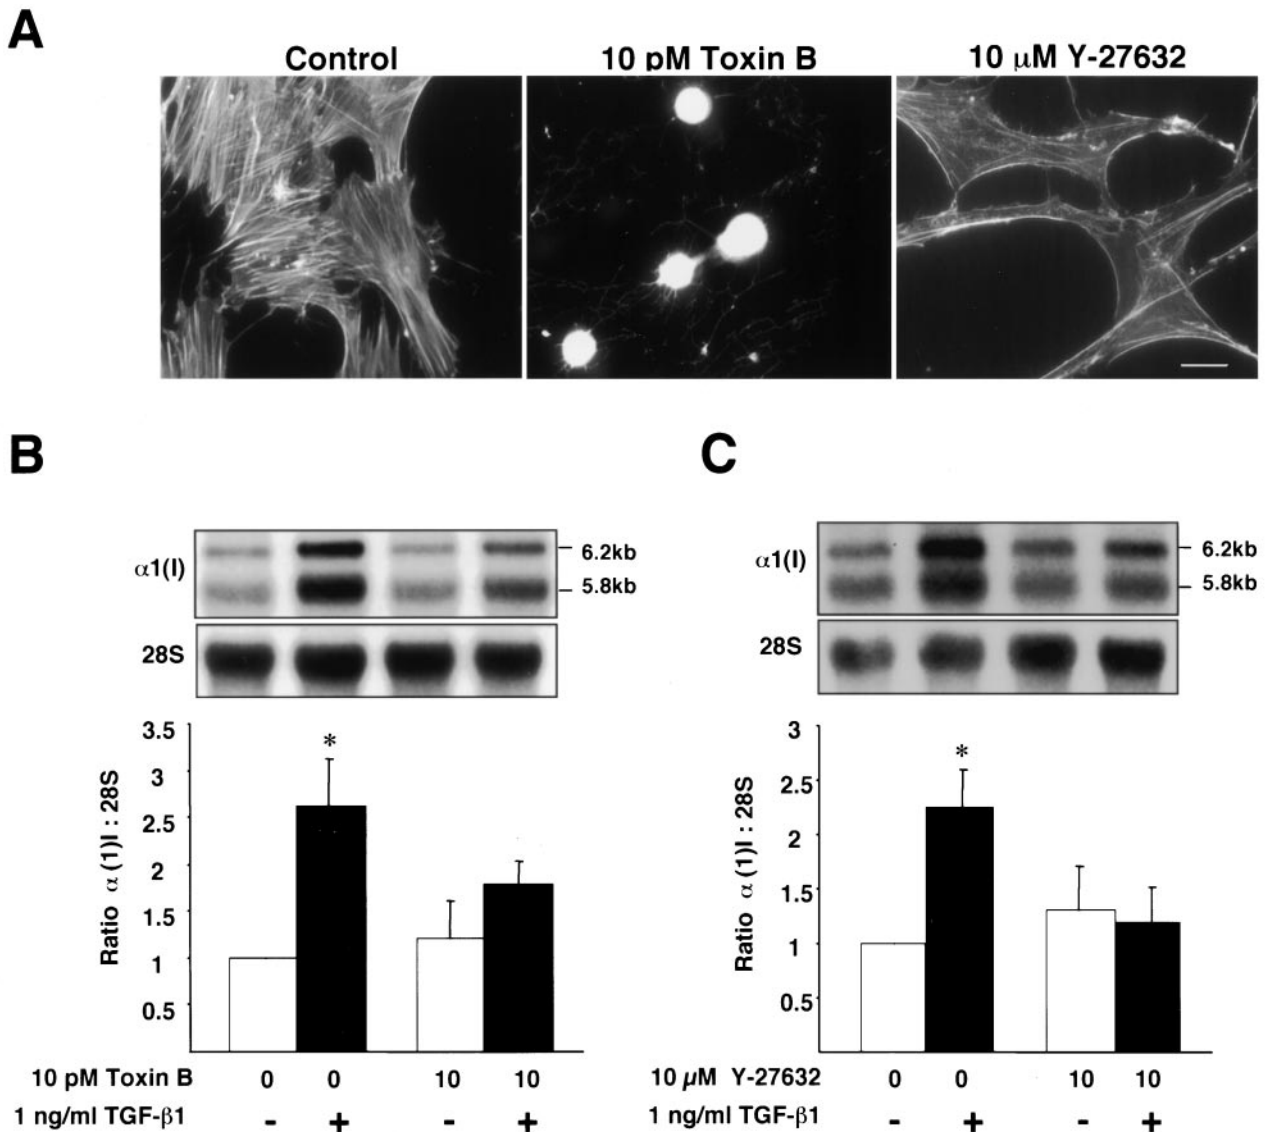 A
Control
10 pM Toxin B
10 μM Y-27632
B
α1(I)
6.2kb
5.8kb
28S
3.5
3
2.5
2
1.5
1
0.5
Ratio α (1)I : 28S
*
10 pM Toxin B 0 0 10 10
1 ng/ml TGF-β1 - + - +
C
α1(I)
6.2kb
5.8kb
28S
3
2.5
2
1.5
1
0.5
Ratio α (1)I : 28S
*
10 μM Y-27632 0 0 10 10
1 ng/ml TGF-β1 - + - +